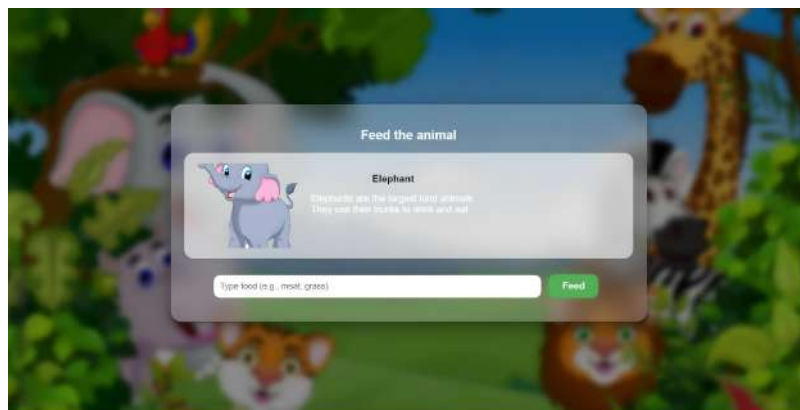 Feed the animal
Elephant
Elephants are the largest land animals.
They use their trunks to drink and eat.
Type food (e.g., meat, grass)
Feed